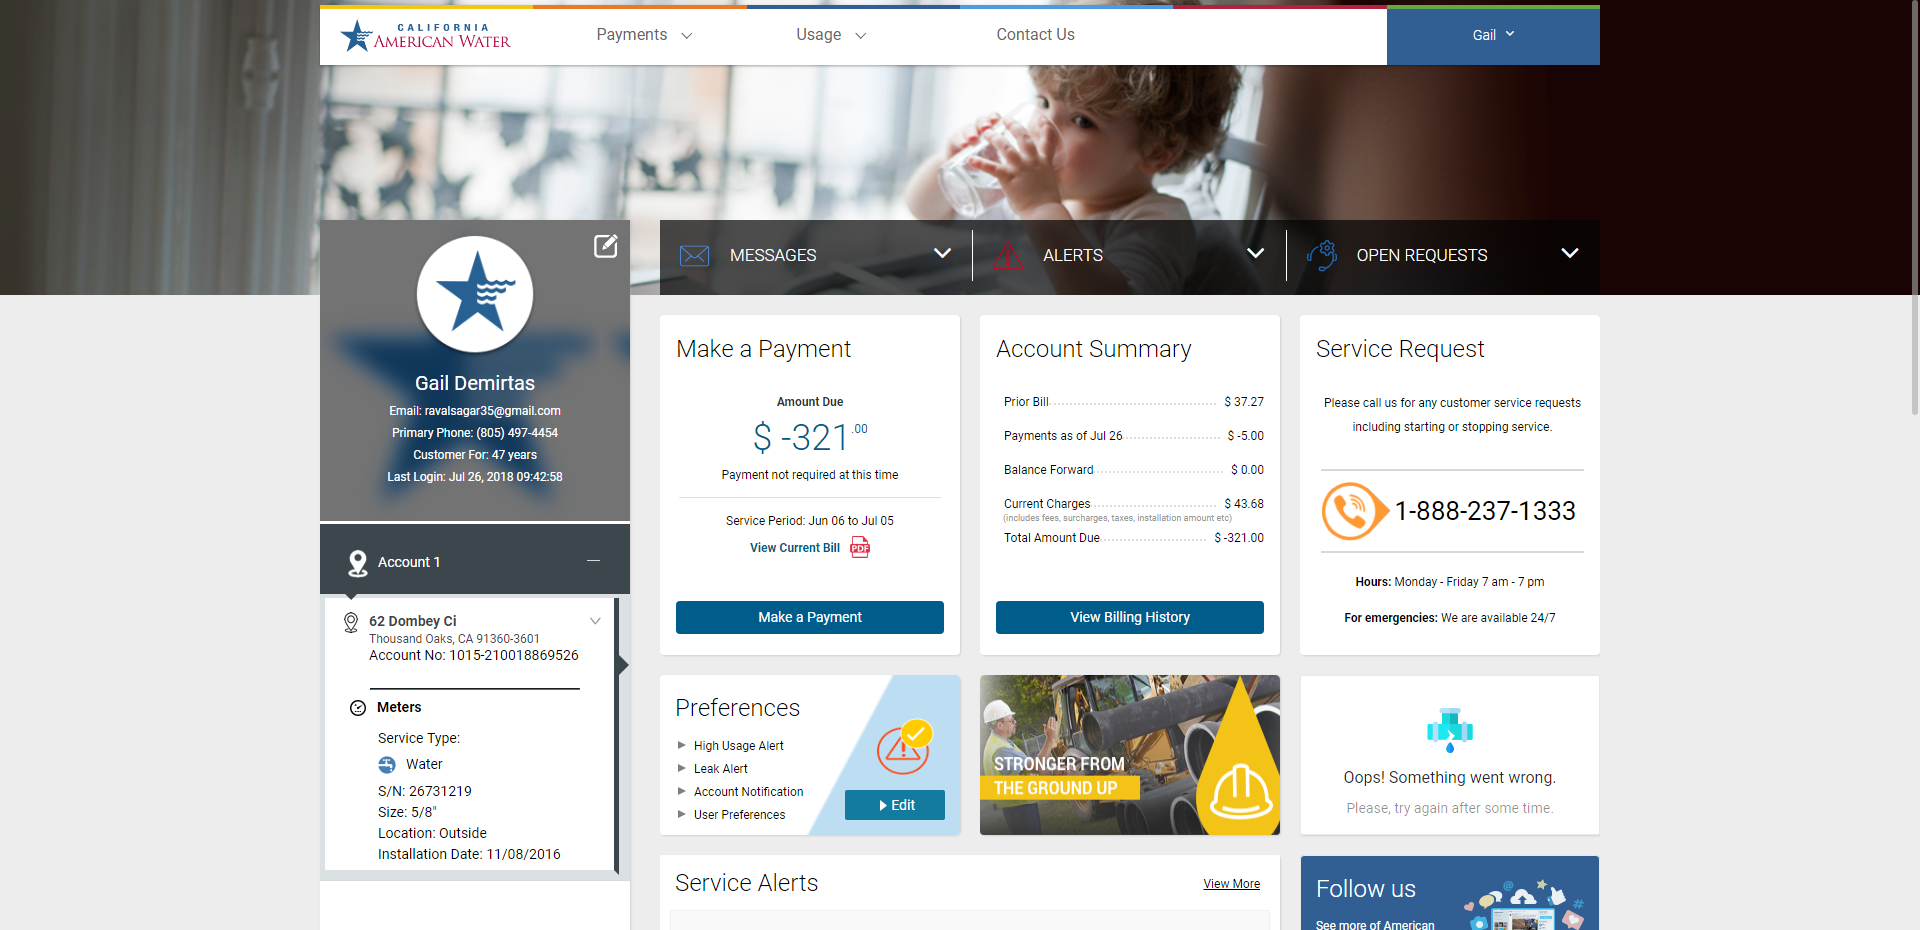 CALIFORNIA
AMERICAN WATER
Payments
Usage
Contact Us
Gail
MESSAGES
ALERTS
OPEN REQUESTS
Gail Demirtas
Email: ravalsagar35@gmail.com
Primary Phone: (805) 497-4454
Customer For: 47 years
Last Login: Jul 26, 2018 09:42:58
Account 1
62 Dombey Ci
Thousand Oaks, CA 91360-3601
Account No: 1015-210018869526
Meters
Service Type:
Water
S/N: 26731219
Size: 5/8"
Location: Outside
Installation Date: 11/08/2016
Make a Payment
Amount Due
$ -321.00
Payment not required at this time
Service Period: Jun 06 to Jul 05
View Current Bill PDF
Make a Payment
Account Summary
Prior Bill $ 37.27
Payments as of Jul 26 $ -5.00
Balance Forward $ 0.00
Current Charges $ 43.68
(includes fees, surcharges, taxes, installation amount etc)
Total Amount Due $ -321.00
View Billing History
Service Request
Please call us for any customer service requests
including starting or stopping service.
1-888-237-1333
Hours: Monday - Friday 7 am - 7 pm
For emergencies: We are available 24/7
Preferences
High Usage Alert
Leak Alert
Account Notification
User Preferences
Edit
STRONGER FROM
THE GROUND UP
Oops! Something went wrong.
Please, try again after some time.
Service Alerts
View More
Follow us
See more of American